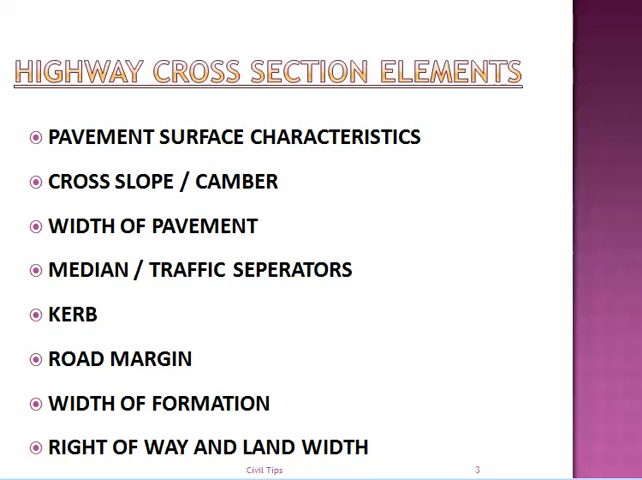 HIGHWAY CROSS SECTION ELEMENTS
PAVEMENT SURFACE CHARACTERISTICS
CROSS SLOPE / CAMBER
WIDTH OF PAVEMENT
MEDIAN / TRAFFIC SEPERATORS
KERB
ROAD MARGIN
WIDTH OF FORMATION
RIGHT OF WAY AND LAND WIDTH
Civil Tips 3